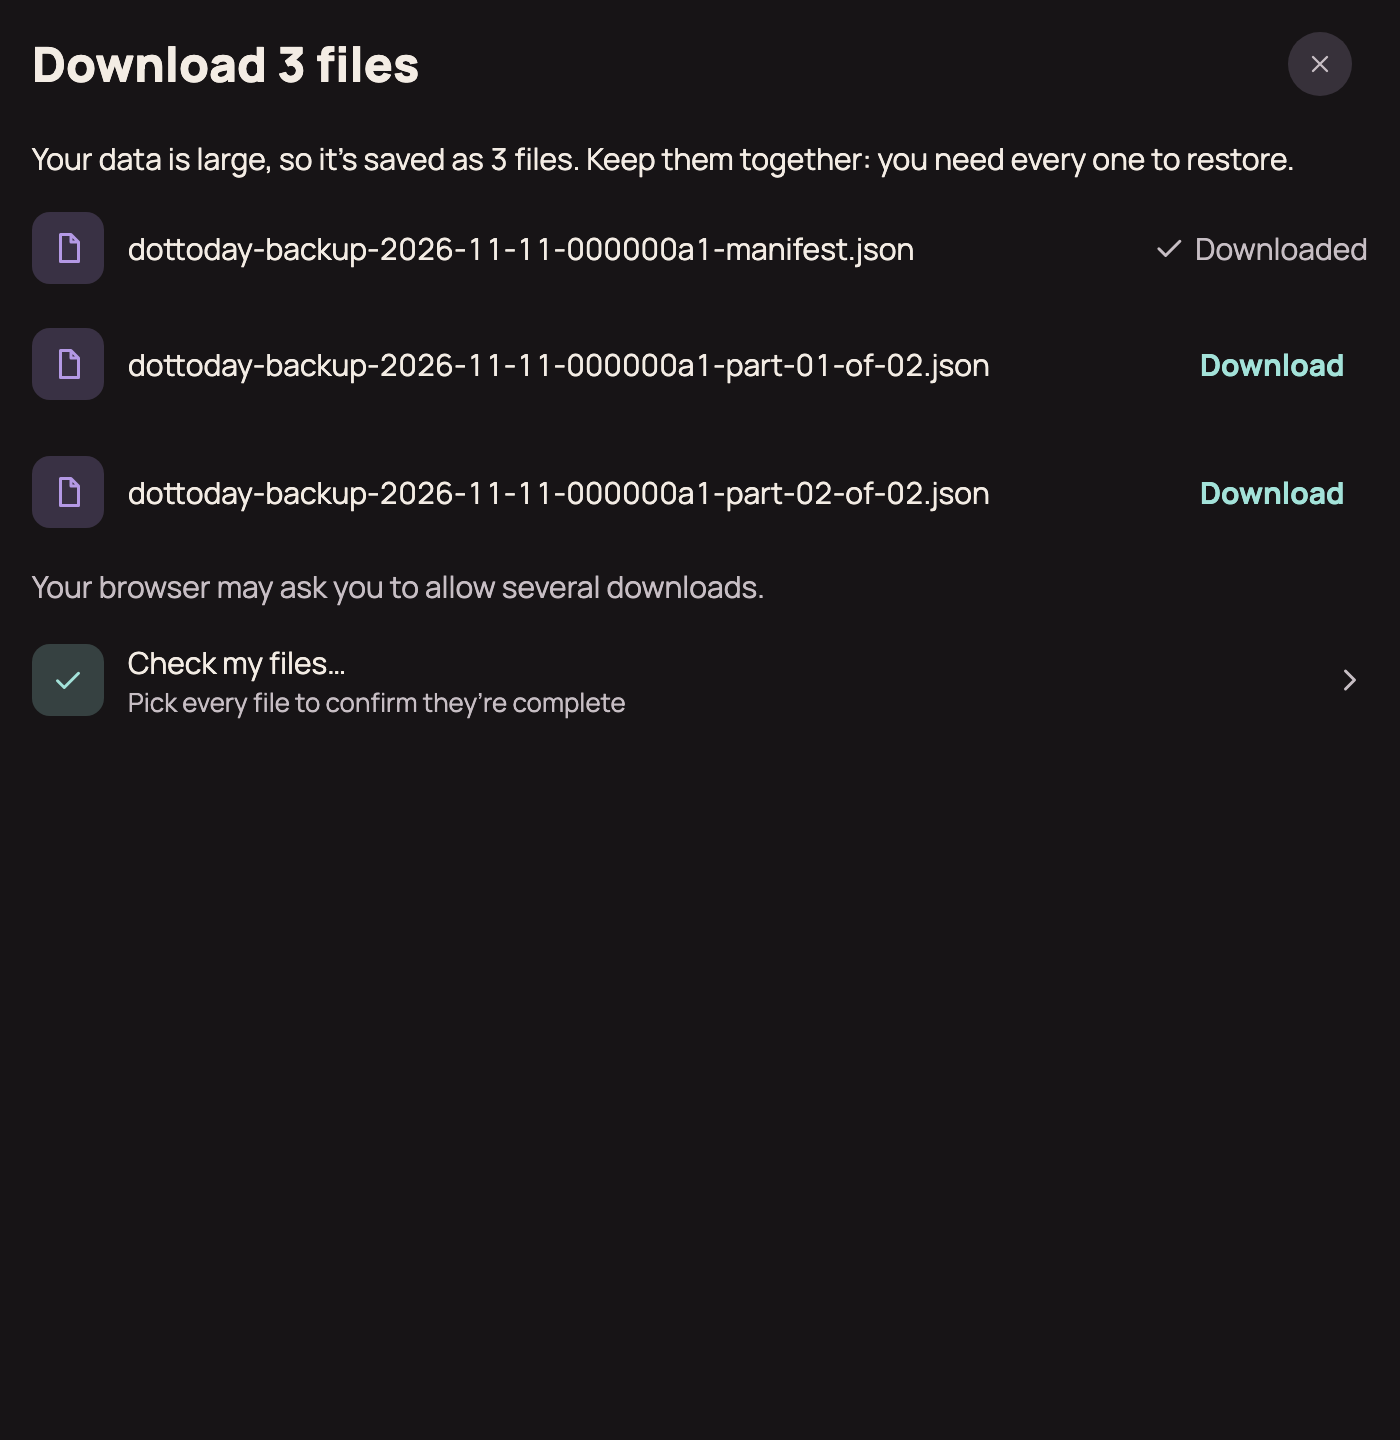 Download 3 files
Your data is large, so it’s saved as 3 files. Keep them together: you need every one to restore.
dottoday-backup-2026-11-11-000000a1-manifest.json
Downloaded
dottoday-backup-2026-11-11-000000a1-part-01-of-02.json
Download
dottoday-backup-2026-11-11-000000a1-part-02-of-02.json
Download
Your browser may ask you to allow several downloads.
Check my files…
Pick every file to confirm they’re complete